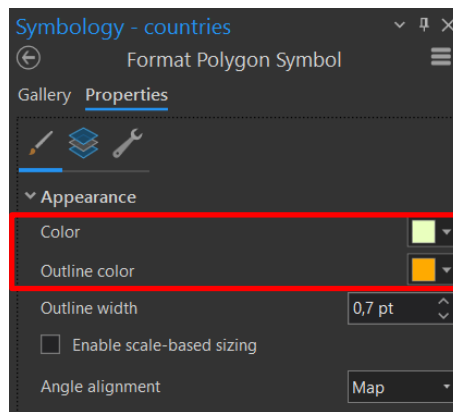 Symbology - countries
Format Polygon Symbol
Gallery Properties
Appearance
Color
Outline color
Outline width 0,7 pt
Enable scale-based sizing
Angle alignment Map